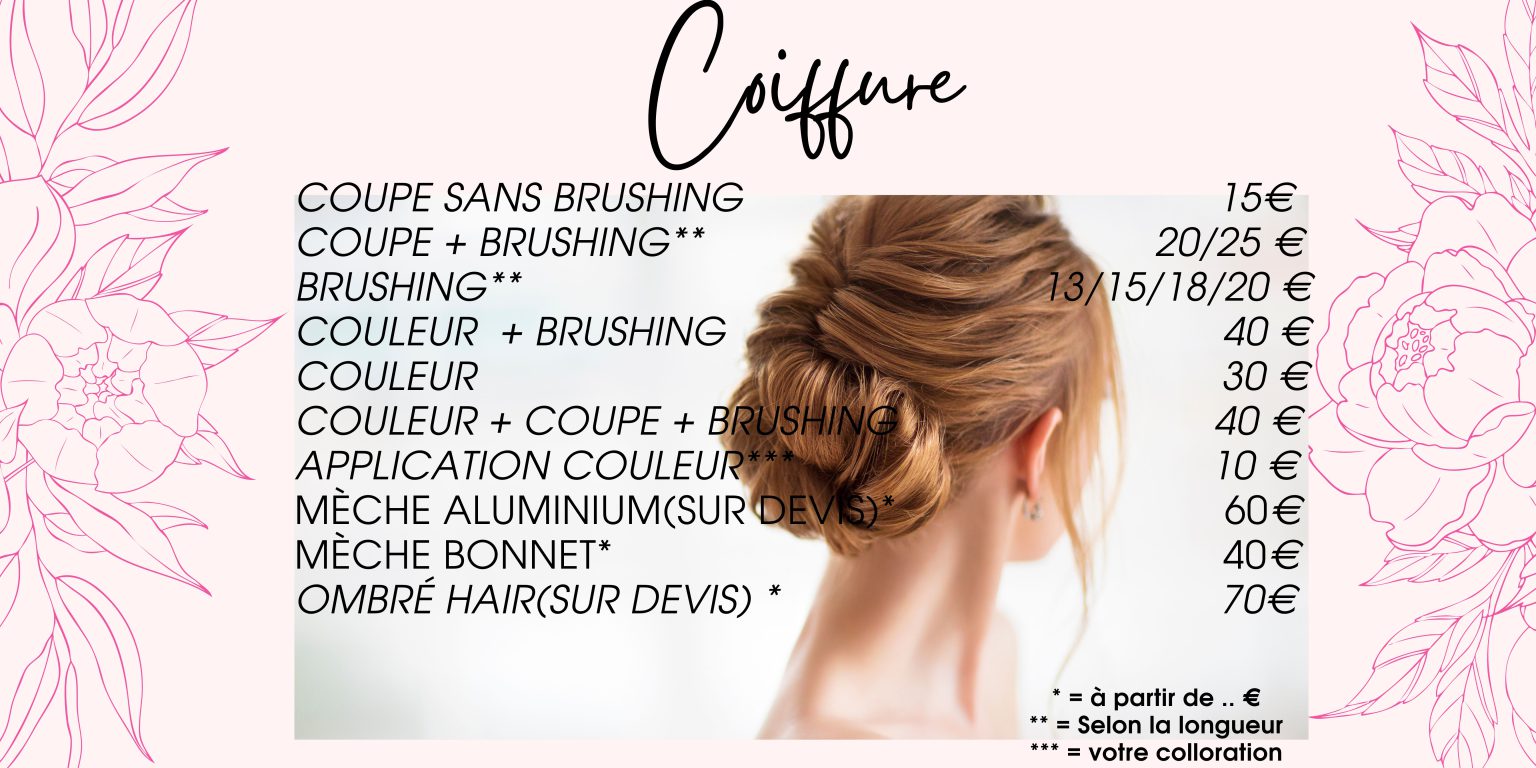 Coiffure
COUPE SANS BRUSHING 15€
COUPE + BRUSHING** 20/25 €
BRUSHING** 13/15/18/20 €
COULEUR + BRUSHING 40 €
COULEUR 30 €
COULEUR + COUPE + BRUSHING 40 €
APPLICATION COULEUR*** 10 €
MÈCHE ALUMINIUM(SUR DEVIS)* 60€
MÈCHE BONNET* 40€
OMBRÉ HAIR(SUR DEVIS) * 70€
* = à partir de .. €
** = Selon la longueur
*** = votre colloration